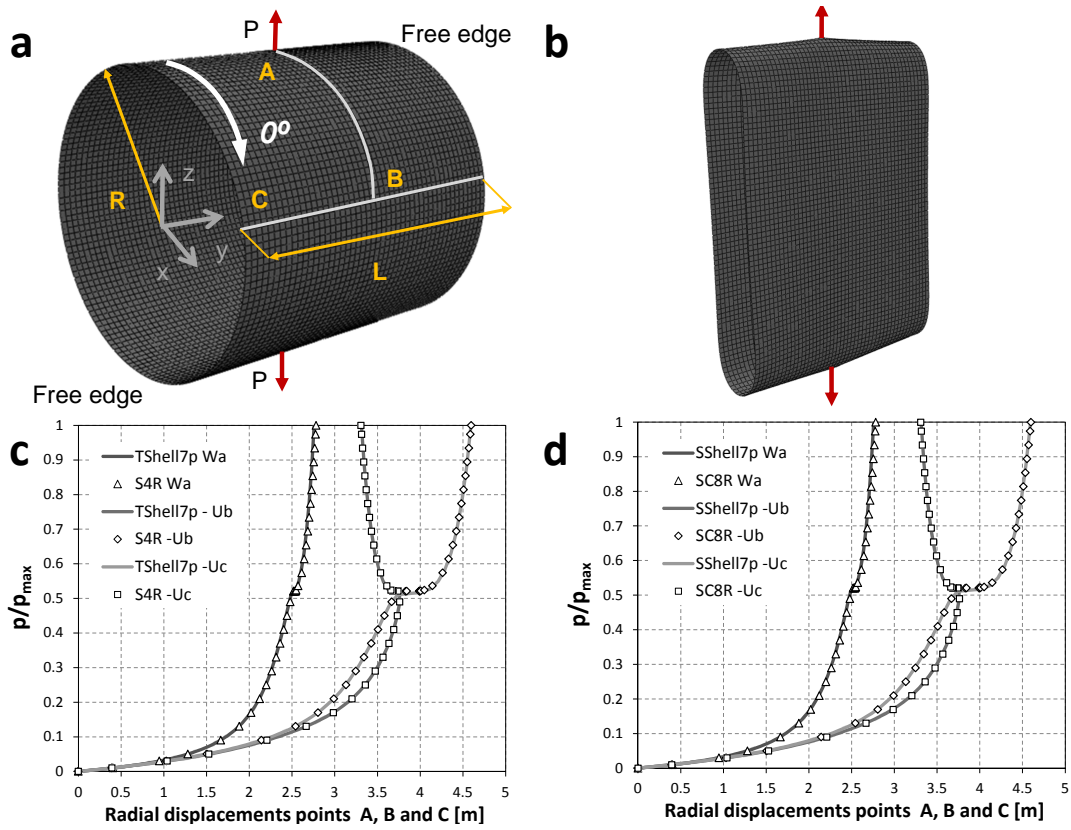 a
P
Free edge
A
0º
R
z
C
B
y
x
L
P
Free edge
b
c
p/pmax
1
0.9
0.8
0.7
0.6
0.5
0.4
0.3
0.2
0.1
0
TShell7p Wa
S4R Wa
TShell7p - Ub
S4R -Ub
TShell7p -Uc
S4R -Uc
0 0.5 1 1.5 2 2.5 3 3.5 4 4.5 5
Radial displacements points A, B and C [m]
d
p/pmax
1
0.9
0.8
0.7
0.6
0.5
0.4
0.3
0.2
0.1
0
SShell7p Wa
SC8R Wa
SShell7p -Ub
SC8R -Ub
SShell7p -Uc
SC8R -Uc
0 0.5 1 1.5 2 2.5 3 3.5 4 4.5 5
Radial displacements points A, B and C [m]